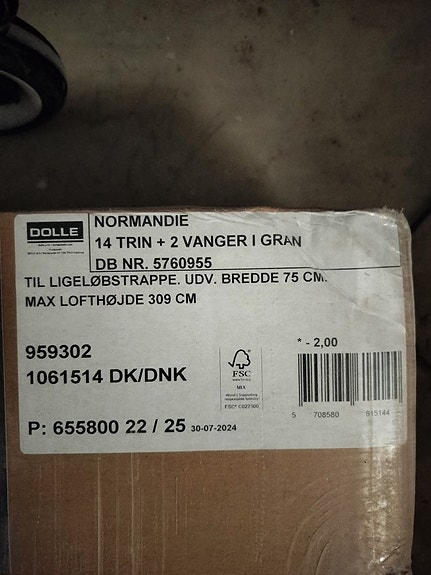 DOLLE
NORMANDIE
14 TRIN + 2 VANGER I GRAN
DB NR. 5760955
TIL LIGELØBSTRAPPE. UDV. BREDDE 75 CM.
MAX LOFTHØJDE 309 CM
959302
1061514 DK/DNK
* - 2,00
FSC
MIX
FSC® C022300
5 708580 815144
P: 655800 22 / 25 30-07-2024